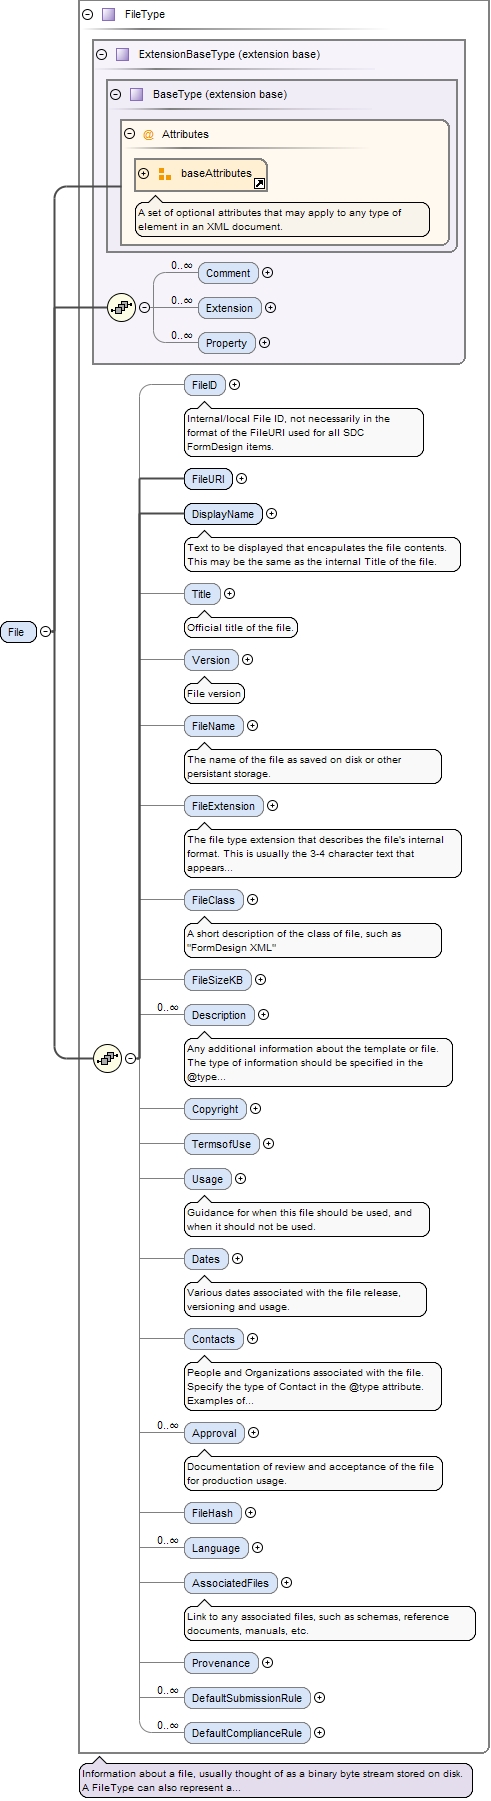 FileType
ExtensionBaseType (extension base)
BaseType (extension base)
@ Attributes
baseAttributes
A set of optional attributes that may apply to any type of
element in an XML document.
0..∞
Comment
0..∞
Extension
0..∞
Property
FileID
Internal/local File ID, not necessarily in the
format of the FileURI used for all SDC
FormDesign items.
FileURI
DisplayName
Text to be displayed that encapulates the file contents.
This may be the same as the internal Title of the file.
Title
Official title of the file.
File
Version
File version
FileName
The name of the file as saved on disk or other
persistant storage.
FileExtension
The file type extension that describes the file's internal
format. This is usually the 3-4 character text that
appears...
FileClass
A short description of the class of file, such as
"FormDesign XML"
FileSizeKB
0..∞
Description
Any additional information about the template or file.
The type of information should be specified in the
@type...
Copyright
TermsofUse
Usage
Guidance for when this file should be used, and
when it should not be used.
Dates
Various dates associated with the file release,
versioning and usage.
Contacts
People and Organizations associated with the file.
Specify the type of Contact in the @type attribute.
Examples of...
0..∞
Approval
Documentation of review and acceptance of the file
for production usage.
FileHash
0..∞
Language
AssociatedFiles
Link to any associated files, such as schemas, reference
documents, manuals, etc.
Provenance
0..∞
DefaultSubmissionRule
0..∞
DefaultComplianceRule
Information about a file, usually thought of as a binary byte stream stored on disk.
A FileType can also represent a...